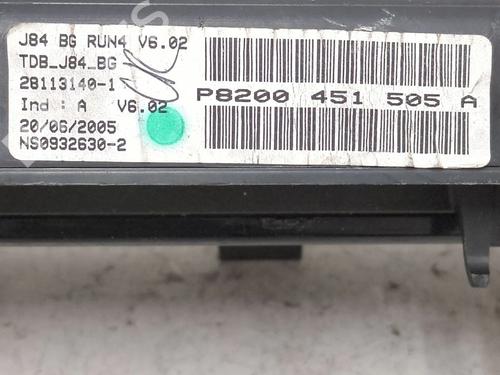 J84 BG RUN4 V6.02
TDB_J84_BG
28113140-1
Ind : A V6.02
20/06/2005
NS0932630-2
P8200 451 505 A